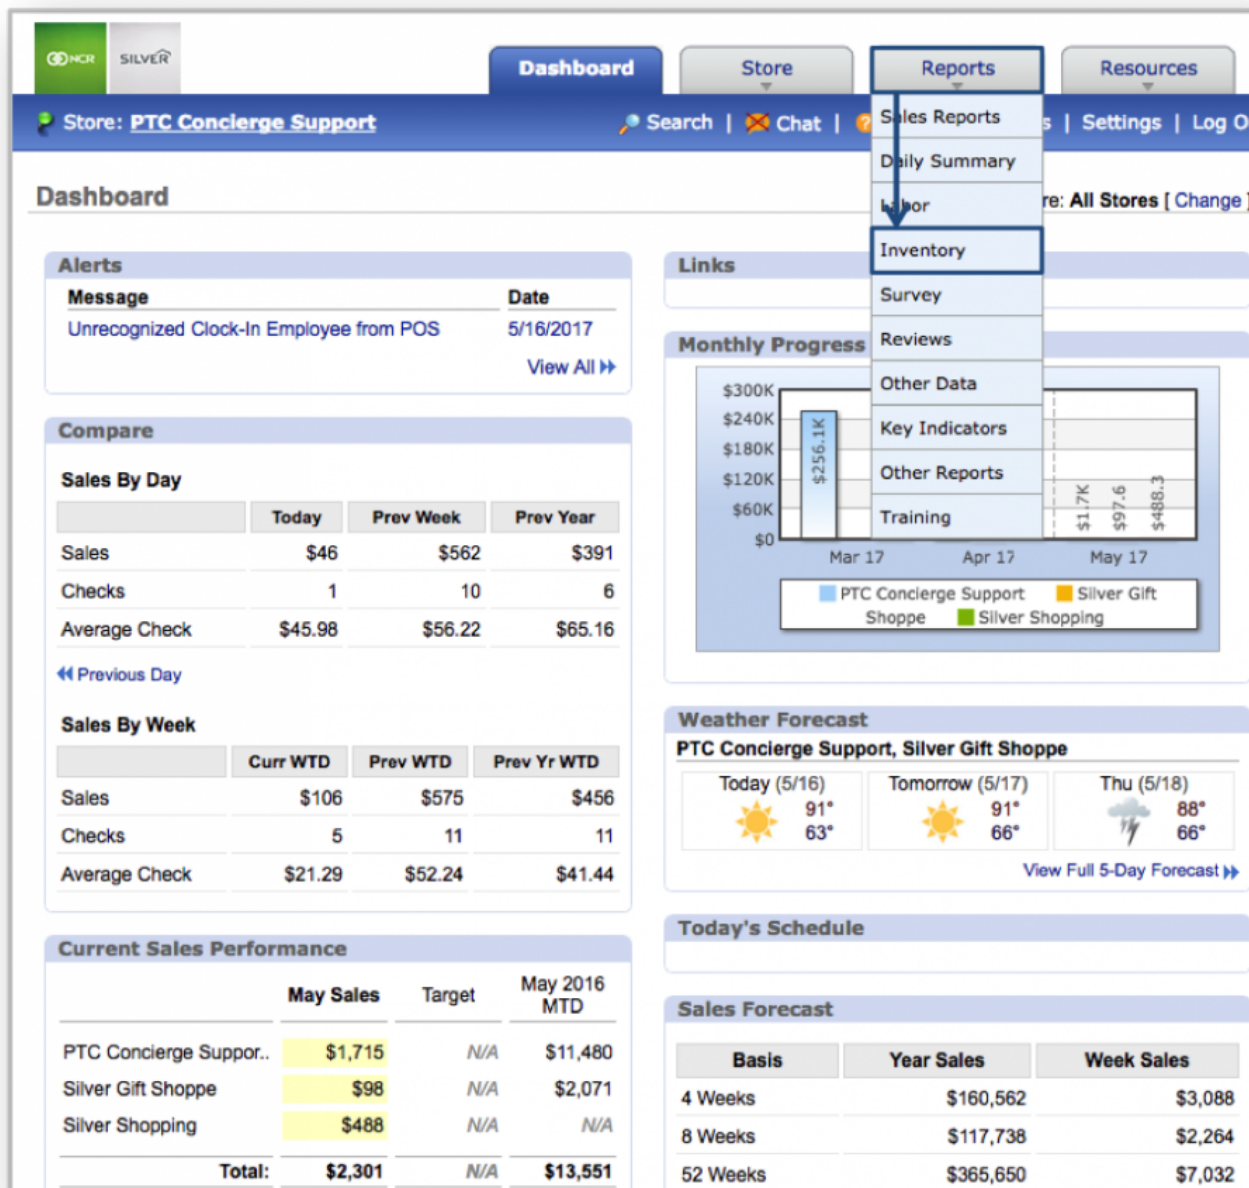 NCR SILVER
Dashboard Store Reports Resources
Store: PTC Concierge Support Search | Chat | s | Settings | Log O
Sales Reports
Daily Summary
Labor
Inventory
Survey
Reviews
Other Data
Key Indicators
Other Reports
Training
Dashboard
re: All Stores [ Change ]
Alerts
Message Date
Unrecognized Clock-In Employee from POS 5/16/2017
View All
Compare
Sales By Day
Today Prev Week Prev Year
Sales $46 $562 $391
Checks 1 10 6
Average Check $45.98 $56.22 $65.16
Previous Day
Sales By Week
Curr WTD Prev WTD Prev Yr WTD
Sales $106 $575 $456
Checks 5 11 11
Average Check $21.29 $52.24 $41.44
Current Sales Performance
May Sales Target May 2016
MTD
PTC Concierge Suppor.. $1,715 N/A $11,480
Silver Gift Shoppe $98 N/A $2,071
Silver Shopping $488 N/A N/A
Total: $2,301 N/A $13,551
Links
Monthly Progress
$300K
$240K
$180K
$120K
$60K
$0
$256.1K
$1.7K
$97.6
$488.3
Mar 17 Apr 17 May 17
PTC Concierge Support Silver Gift
Shoppe Silver Shopping
Weather Forecast
PTC Concierge Support, Silver Gift Shoppe
Today (5/16) Tomorrow (5/17) Thu (5/18)
91° 91° 88°
63° 66° 66°
View Full 5-Day Forecast
Today's Schedule
Sales Forecast
Basis Year Sales Week Sales
4 Weeks $160,562 $3,088
8 Weeks $117,738 $2,264
52 Weeks $365,650 $7,032